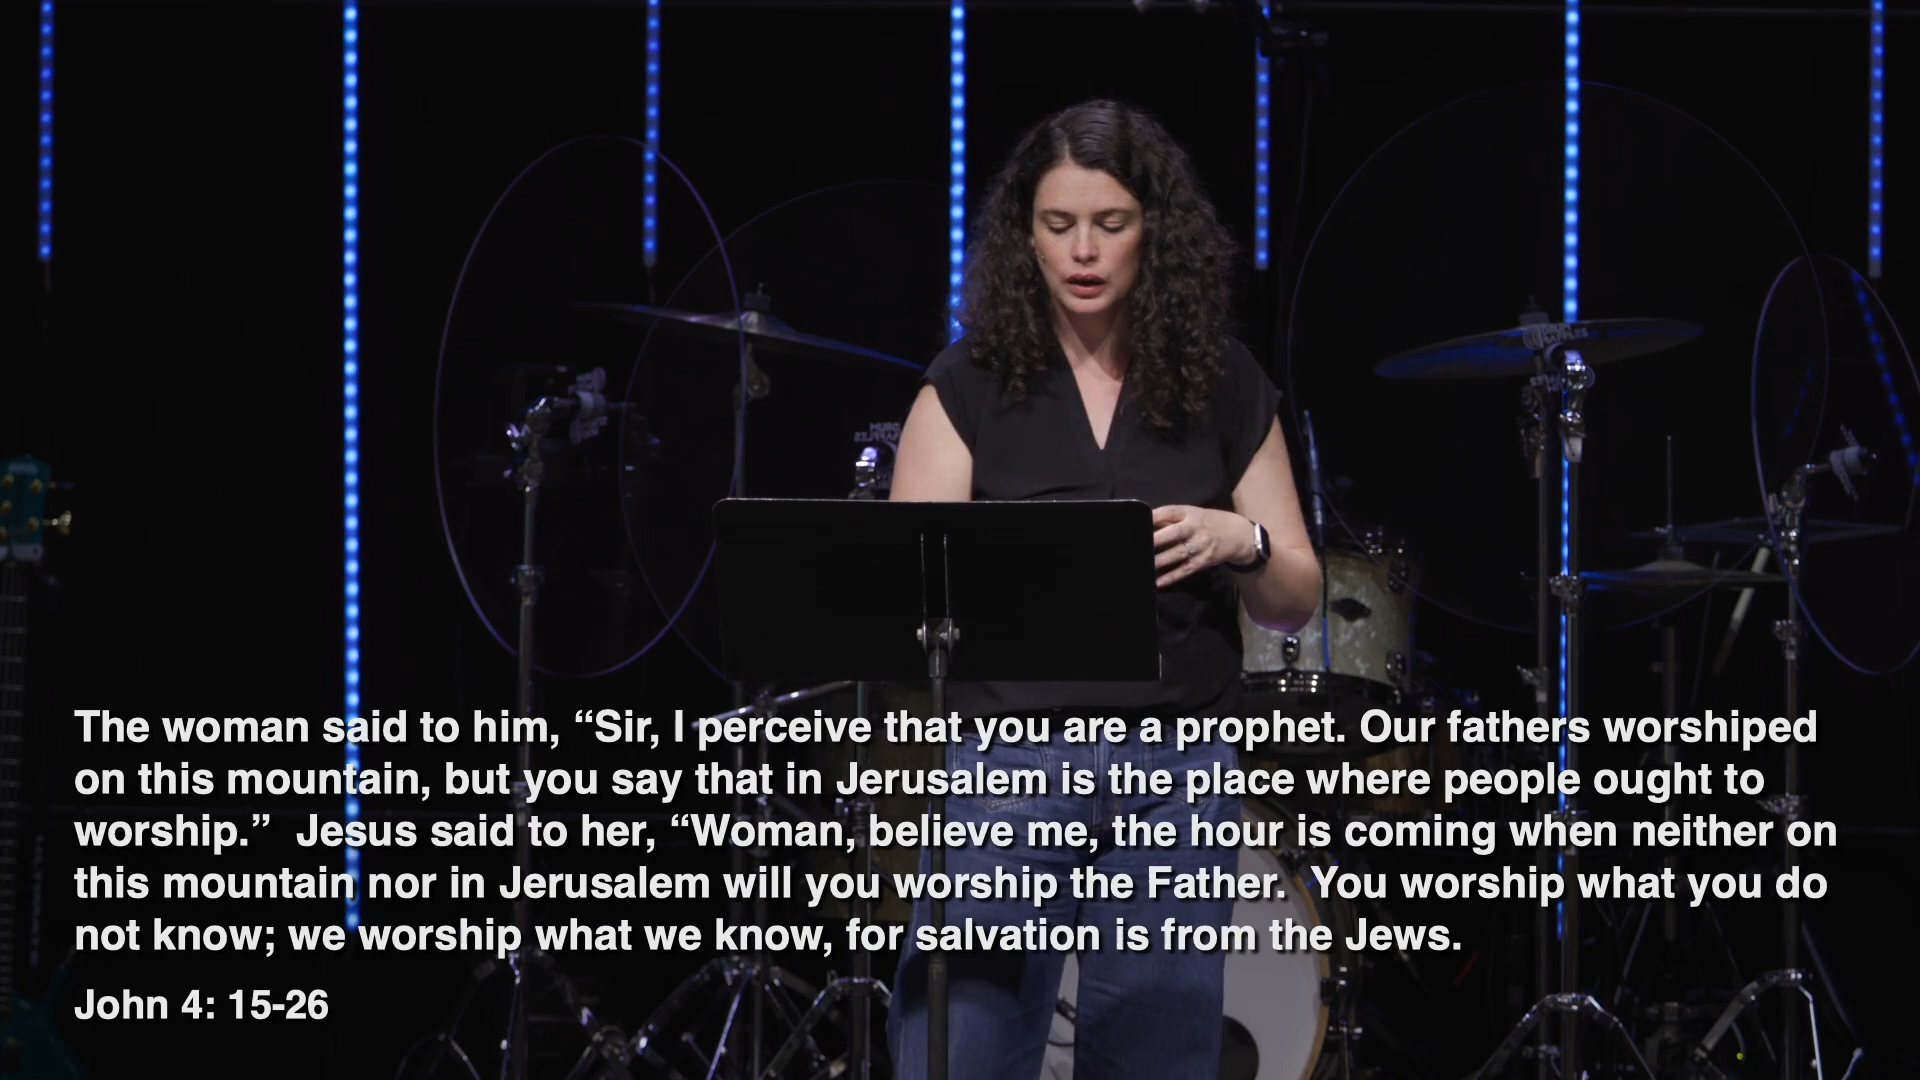 The woman said to him, “Sir, I perceive that you are a prophet. Our fathers worshiped
on this mountain, but you say that in Jerusalem is the place where people ought to
worship.”  Jesus said to her, “Woman, believe me, the hour is coming when neither on
this mountain nor in Jerusalem will you worship the Father.  You worship what you do
not know; we worship what we know, for salvation is from the Jews.
John 4: 15-26